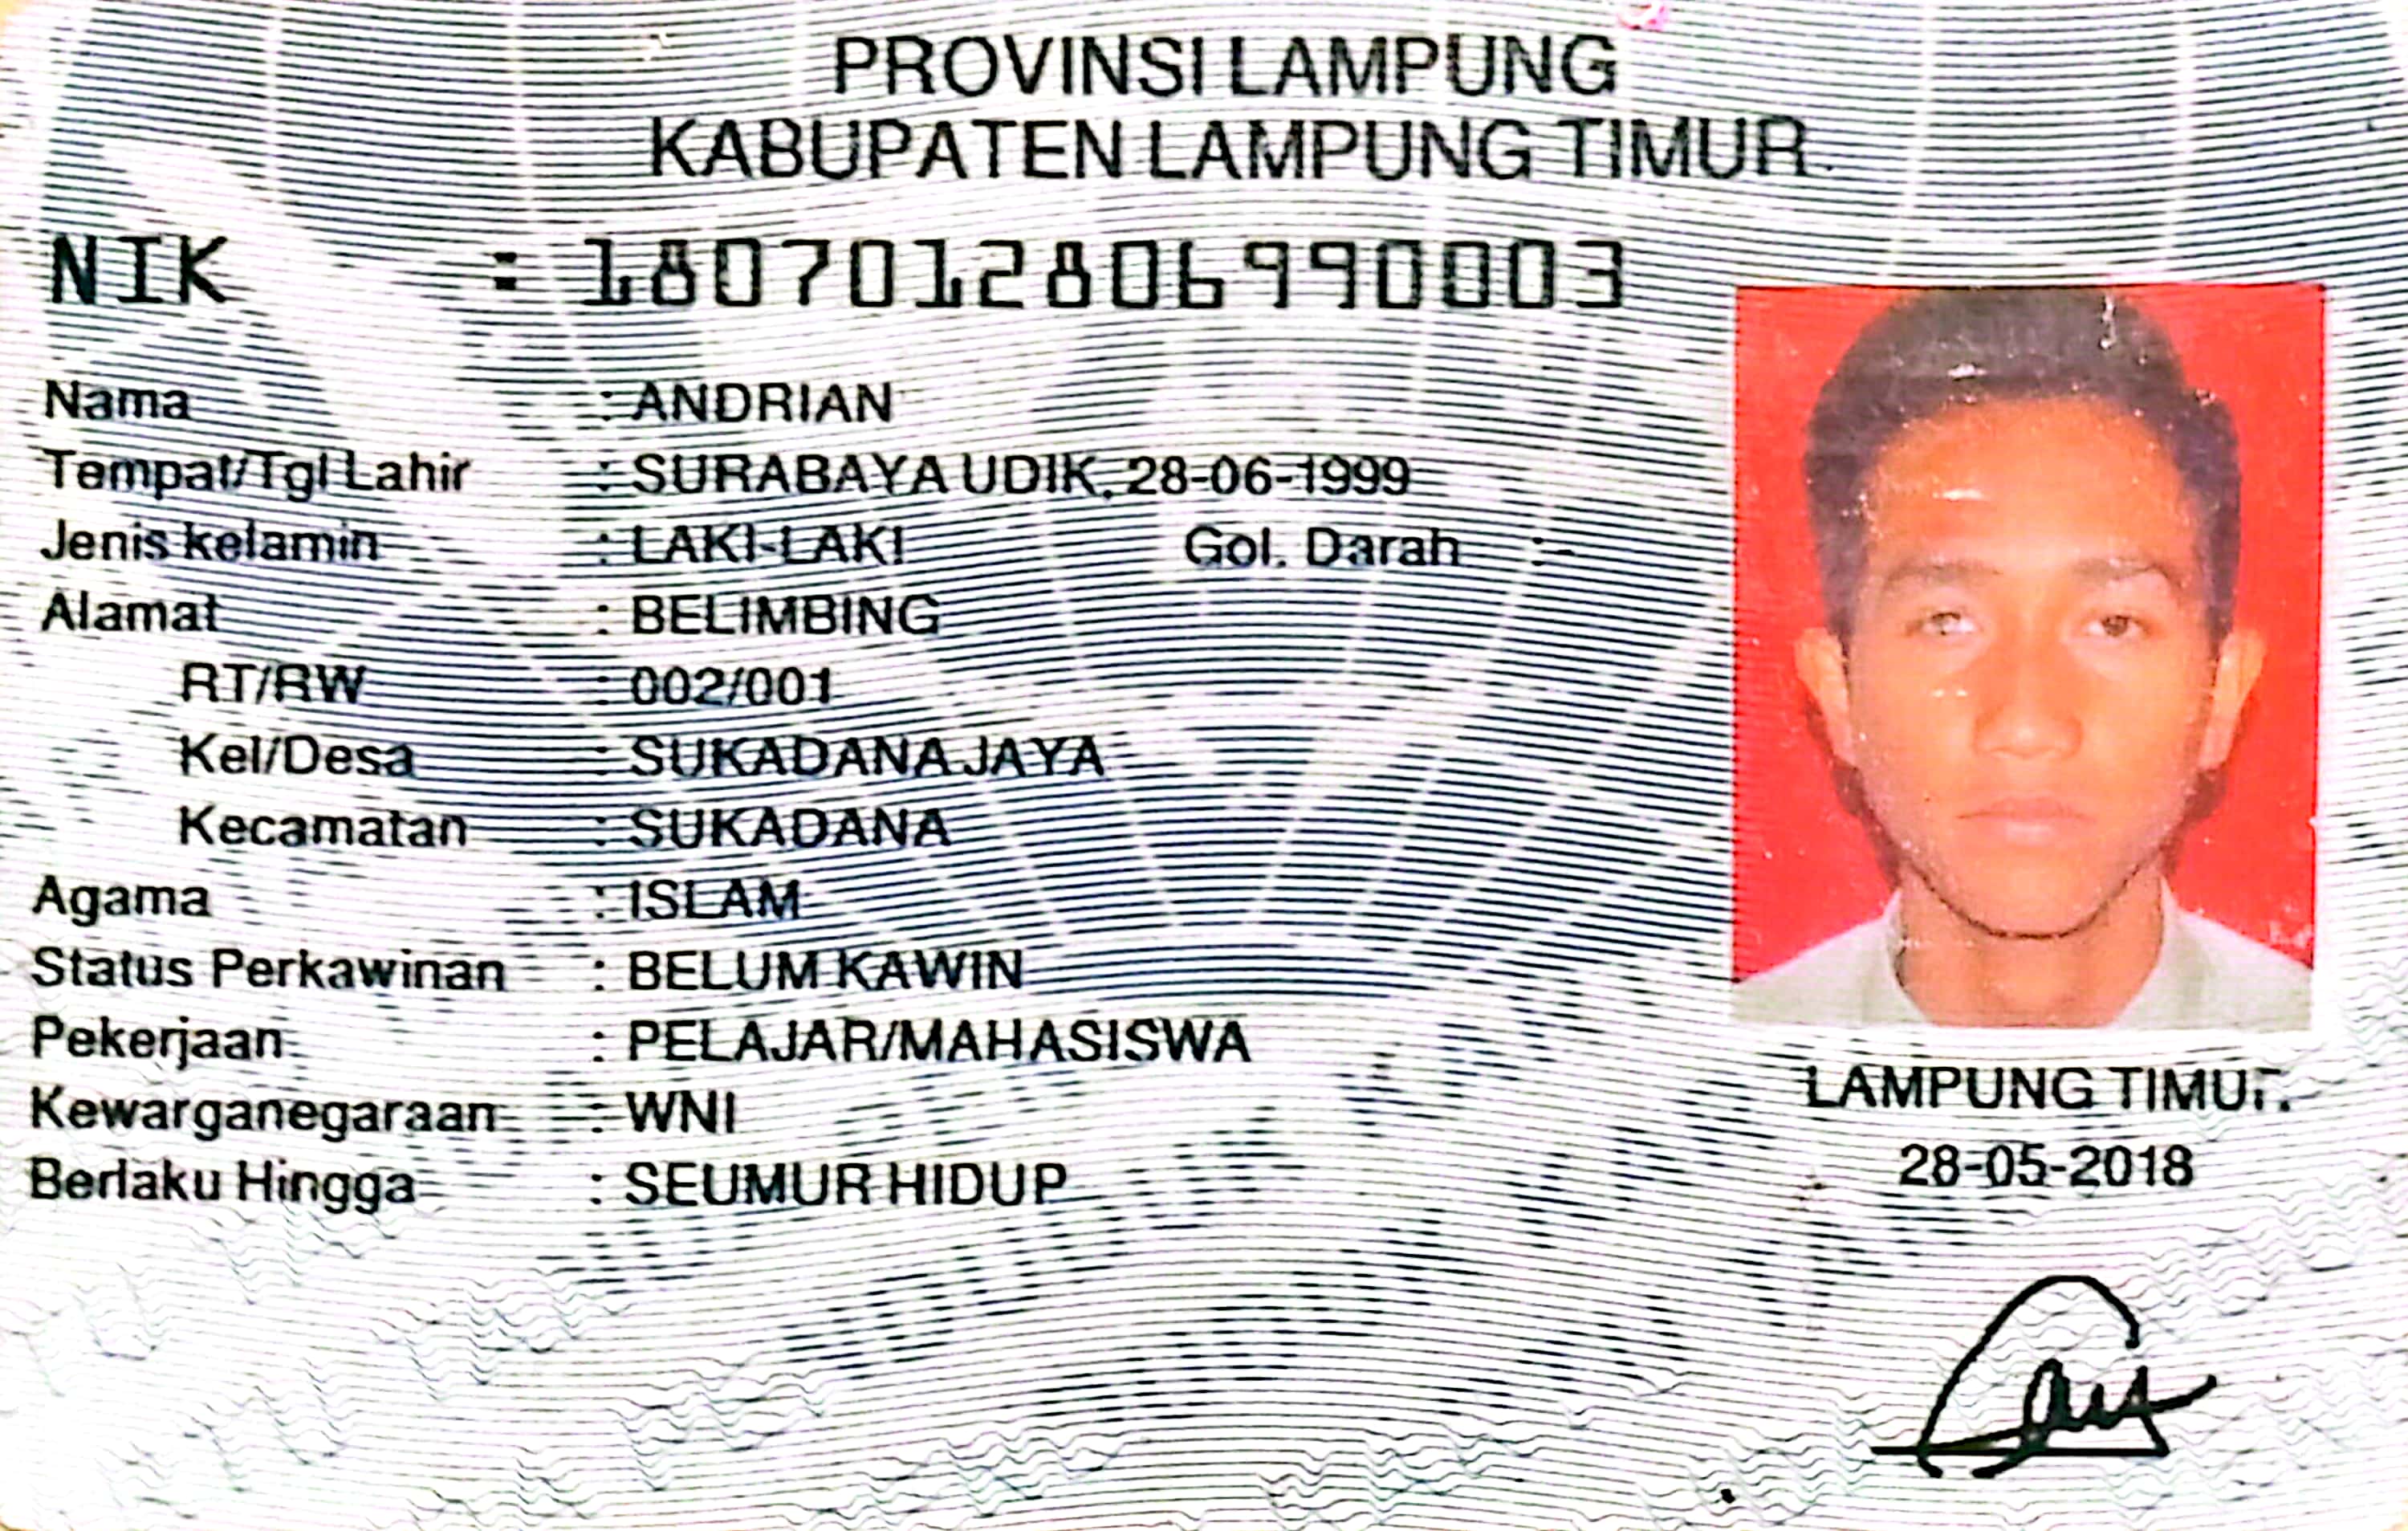 PROVINSI LAMPUNG
KABUPATEN LAMPUNG TIMUR
NIK : 1807012806990003
Nama : ANDRIAN
Tempat/Tgl Lahir : SURABAYA UDIK, 28-06-1999
Jenis kelamin : LAKI-LAKI Gol. Darah : -
Alamat : BELIMBING
RT/RW : 002/001
Kel/Desa : SUKADANA JAYA
Kecamatan : SUKADANA
Agama : ISLAM
Status Perkawinan : BELUM KAWIN
Pekerjaan : PELAJAR/MAHASISWA
Kewarganegaraan : WNI
Berlaku Hingga : SEUMUR HIDUP
LAMPUNG TIMUR
28-05-2018